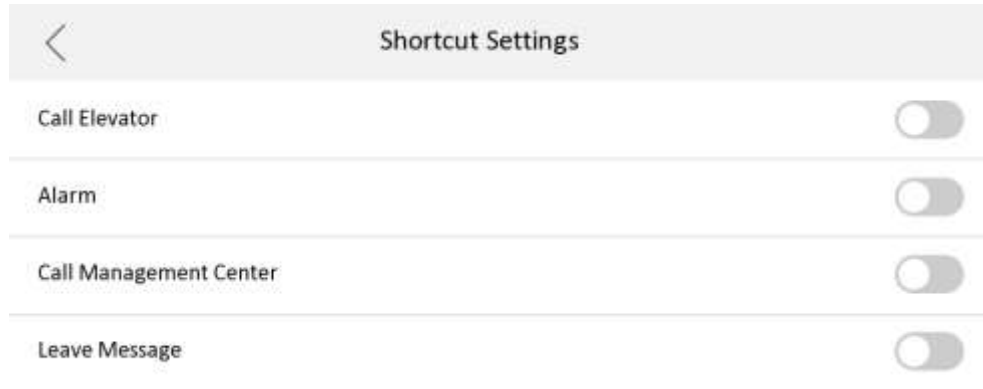 Shortcut Settings
Call Elevator
Alarm
Call Management Center
Leave Message